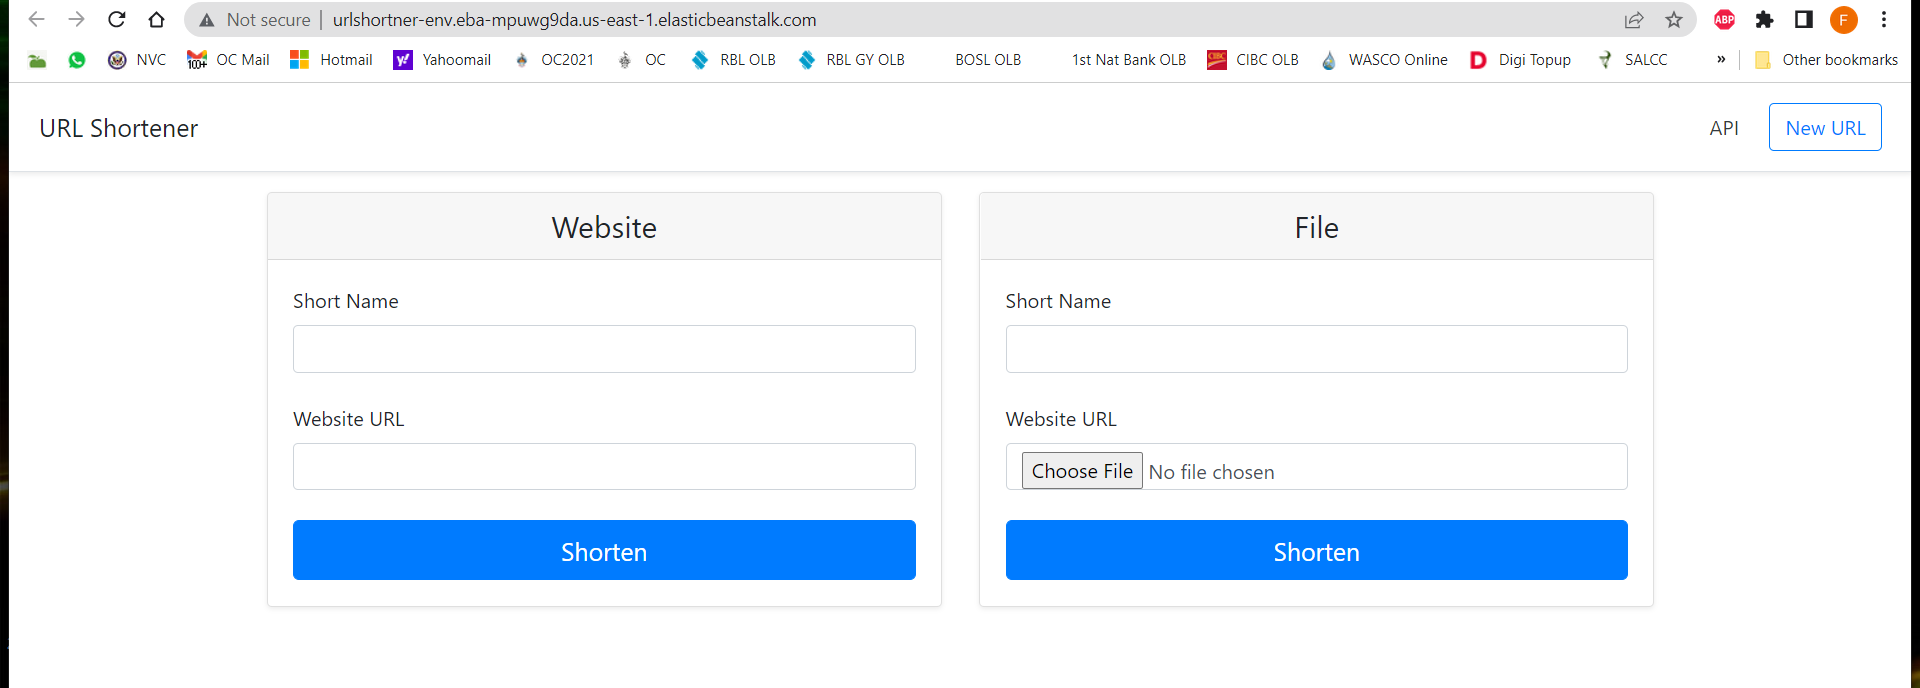 Not secure | urlshortner-env.eba-mpuwg9da.us-east-1.elasticbeanstalk.com ABP F
NVC 100+ OC Mail Hotmail y! Yahoomail OC2021 OC RBL OLB RBL GY OLB BOSL OLB 1st Nat Bank OLB CIBC CIBC OLB WASCO Online D Digi Topup SALCC » Other bookmarks
URL Shortener API New URL
Website
Short Name
Website URL
Shorten
File
Short Name
Website URL
Choose File No file chosen
Shorten